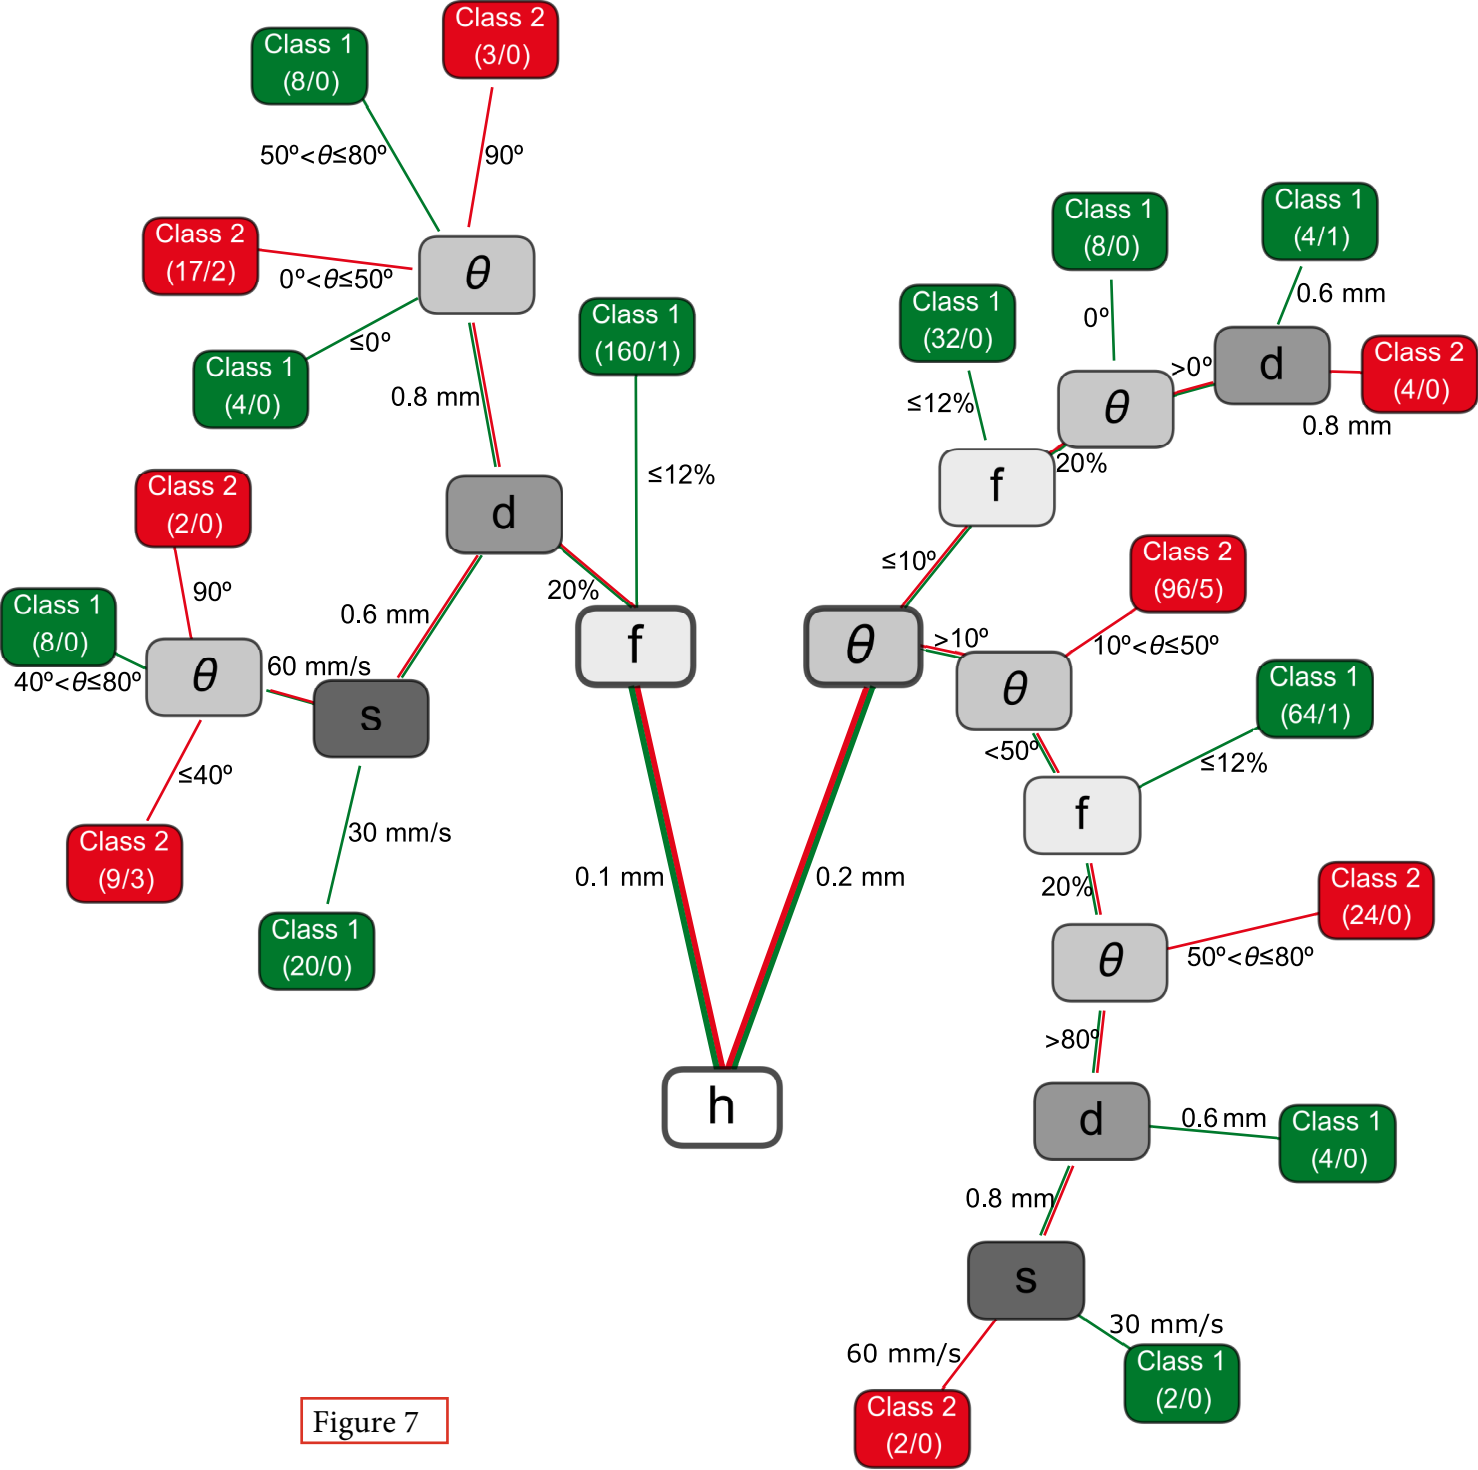 Class 2
(3/0)
Class 1
(8/0)
50º<θ≤80º
90º
Class 2
(17/2)
0º<θ≤50º
θ
≤0º
Class 1
(4/0)
0.8 mm
Class 1
(160/1)
≤12%
d
20%
0.6 mm
f
Class 2
(2/0)
90º
Class 1
(8/0)
40º<θ≤80º
θ
60 mm/s
s
≤40º
Class 2
(9/3)
30 mm/s
Class 1
(20/0)
0.1 mm
0.2 mm
h
Class 1
(4/1)
0.6 mm
Class 1
(8/0)
0º
>0º
d
Class 2
(4/0)
0.8 mm
Class 1
(32/0)
≤12%
θ
20%
f
≤10º
θ
>10º
Class 2
(96/5)
10º<θ≤50º
θ
<50º
Class 1
(64/1)
≤12%
f
20%
Class 2
(24/0)
50º<θ≤80º
θ
>80º
d
0.6 mm
Class 1
(4/0)
0.8 mm
s
30 mm/s
60 mm/s
Class 1
(2/0)
Class 2
(2/0)
Figure 7